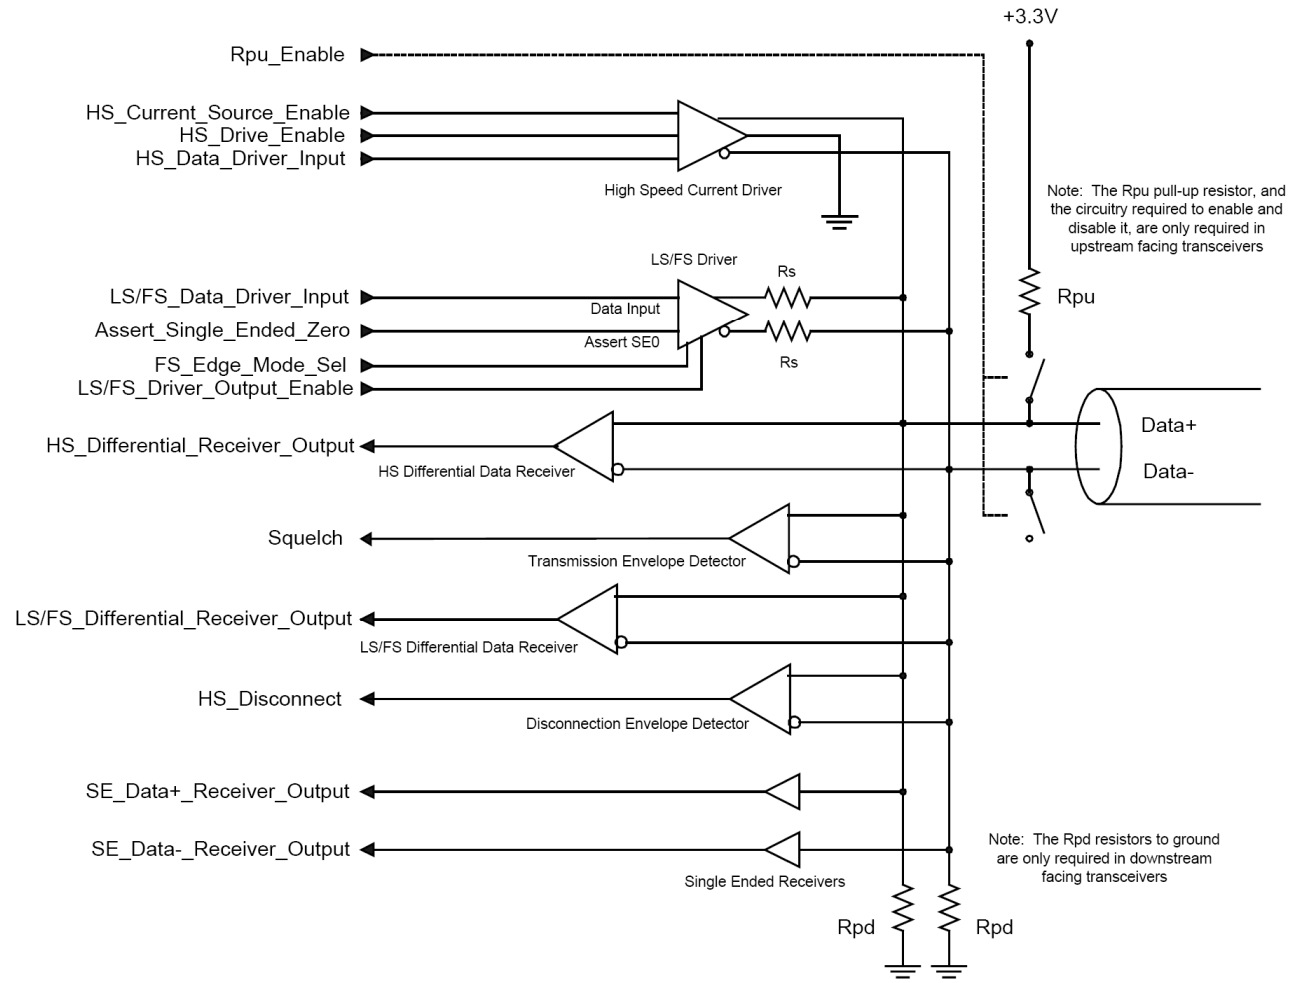 +3.3V
Rpu_Enable
HS_Current_Source_Enable
HS_Drive_Enable
HS_Data_Driver_Input
High Speed Current Driver
Note: The Rpu pull-up resistor, and
the circuitry required to enable and
disable it, are only required in
upstream facing transceivers
LS/FS Driver
Rs
LS/FS_Data_Driver_Input
Data Input
Rpu
Assert_Single_Ended_Zero
Assert SE0
Rs
FS_Edge_Mode_Sel
LS/FS_Driver_Output_Enable
Data+
HS_Differential_Receiver_Output
HS Differential Data Receiver
Data-
Squelch
Transmission Envelope Detector
LS/FS_Differential_Receiver_Output
LS/FS Differential Data Receiver
HS_Disconnect
Disconnection Envelope Detector
SE_Data+_Receiver_Output
SE_Data-_Receiver_Output
Single Ended Receivers
Note: The Rpd resistors to ground
are only required in downstream
facing transceivers
Rpd
Rpd